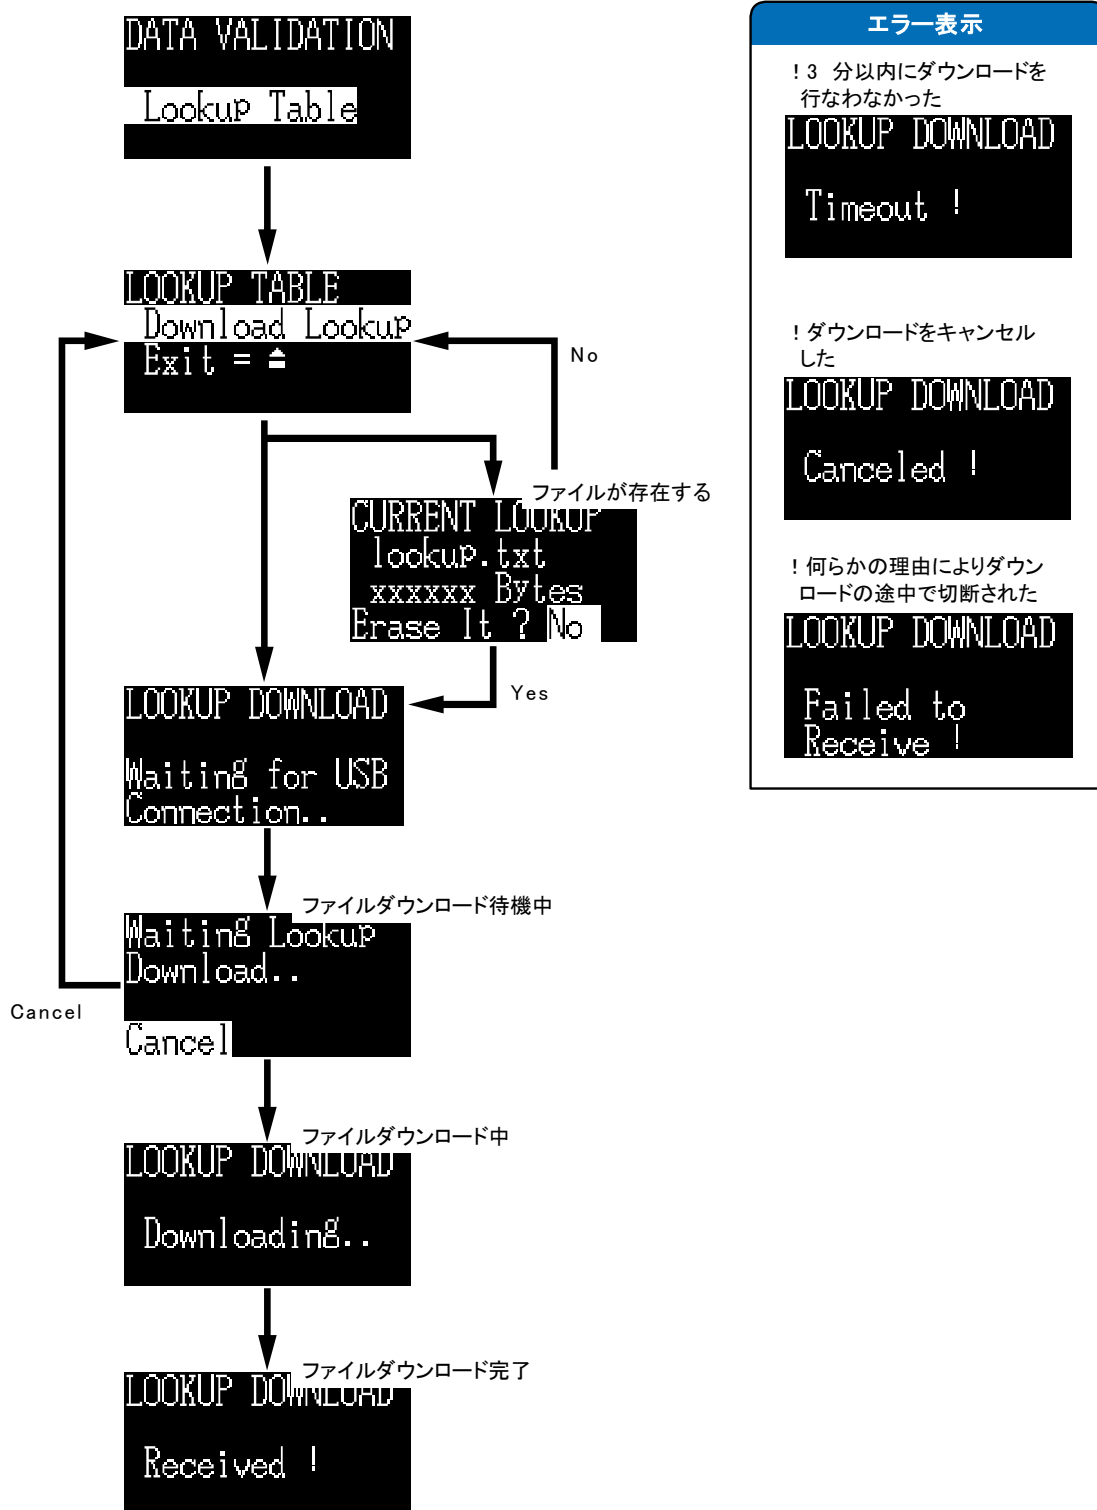 DATA VALIDATION
Lookup Table
LOOKUP TABLE
Download Lookup
Exit = ⏏
No
ファイルが存在する
CURRENT LOOKUP
lookup.txt
xxxxxx Bytes
Erase It ? No
Yes
LOOKUP DOWNLOAD
Waiting for USB
Connection..
ファイルダウンロード待機中
Waiting Lookup
Download..
Cancel
Cancel
ファイルダウンロード中
LOOKUP DOWNLOAD
Downloading..
ファイルダウンロード完了
LOOKUP DOWNLOAD
Received !
エラー表示
！3 分以内にダウンロードを
行なわなかった
LOOKUP DOWNLOAD
Timeout !
！ダウンロードをキャンセル
した
LOOKUP DOWNLOAD
Canceled !
！何らかの理由によりダウン
ロードの途中で切断された
LOOKUP DOWNLOAD
Failed to
Receive !